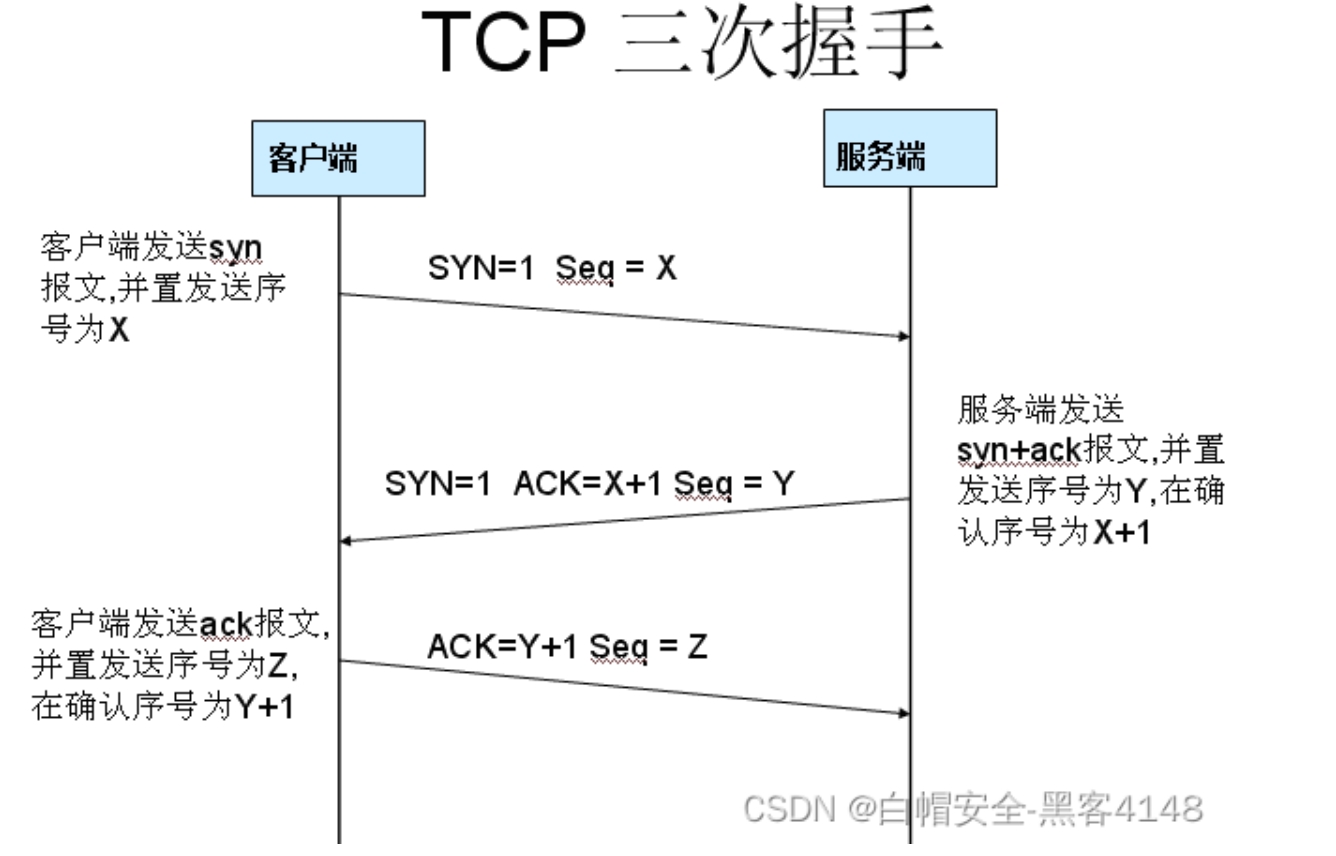 TCP 三次握手
客户端
服务端
客户端发送syn
报文,并置发送序
号为X
SYN=1 Seq = X
服务端发送
syn+ack报文,并置
发送序号为Y,在确
认序号为X+1
SYN=1 ACK=X+1 Seq = Y
客户端发送ack报文,
并置发送序号为Z,
在确认序号为Y+1
ACK=Y+1 Seq = Z
CSDN @白帽安全-黑客4148